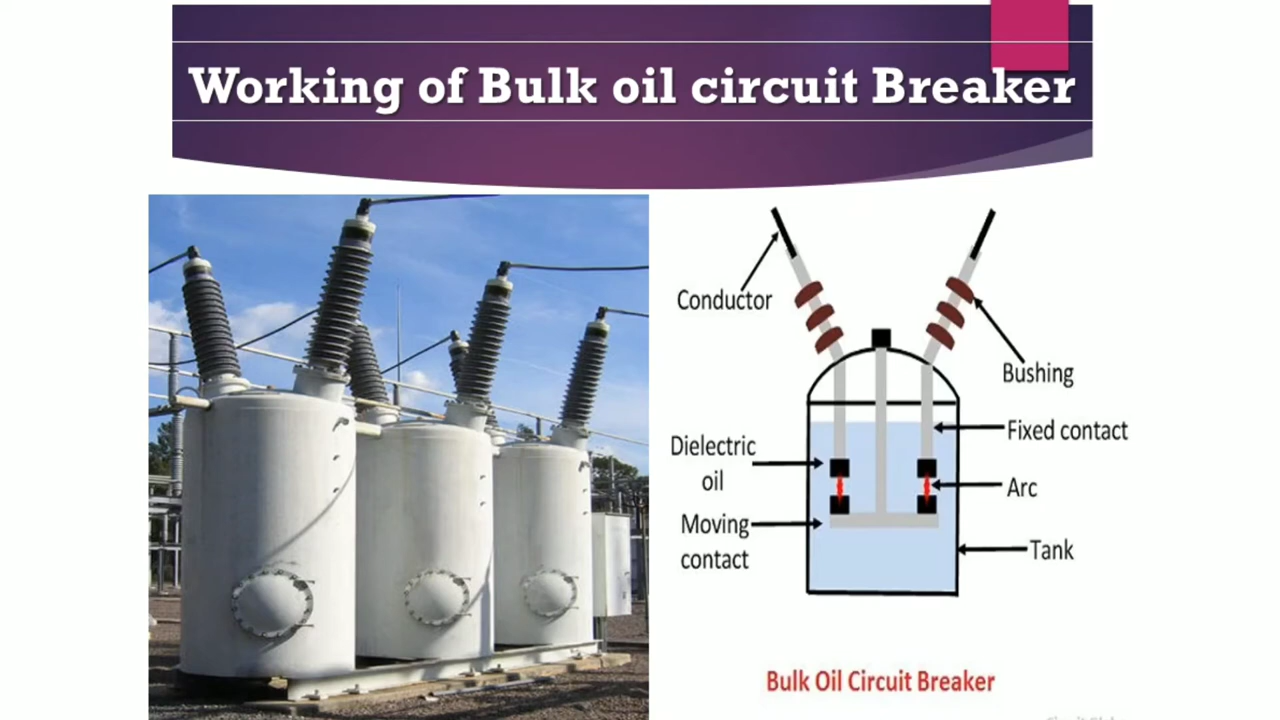 Working of Bulk oil circuit Breaker
Conductor
Bushing
Fixed contact
Dielectric
oil
Arc
Moving
contact
Tank
Bulk Oil Circuit Breaker